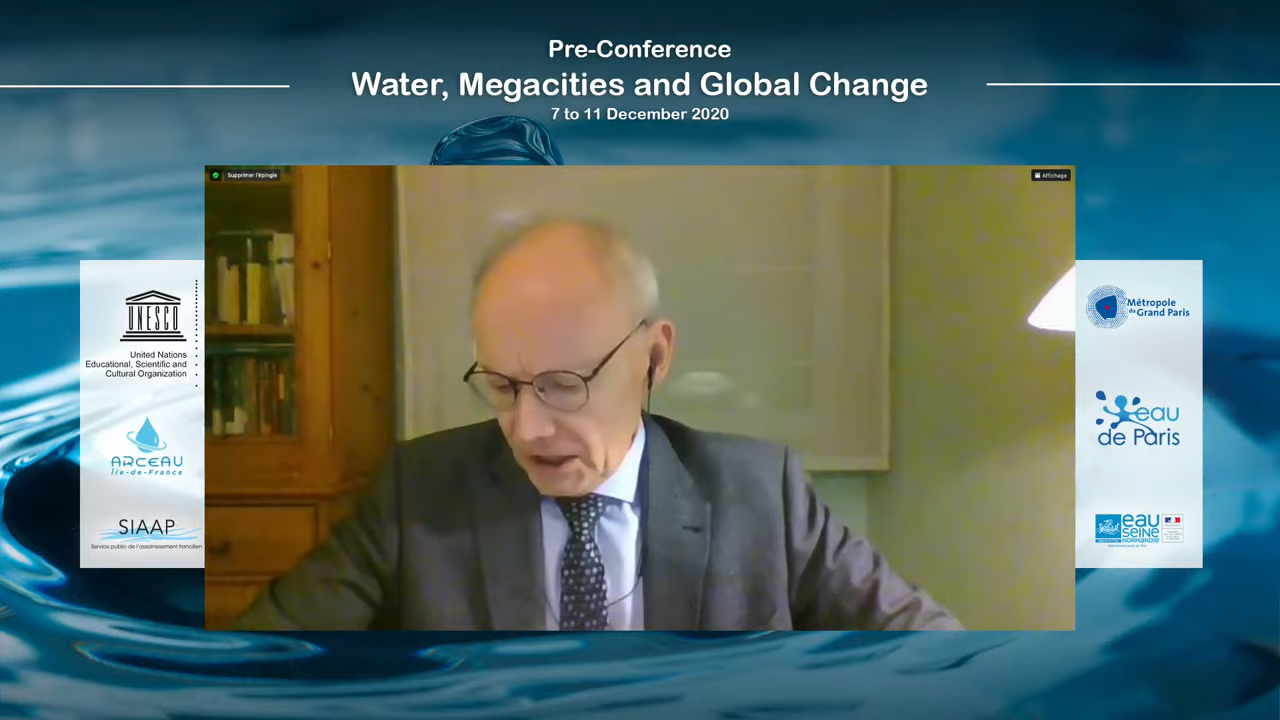 Pre-Conference
Water, Megacities and Global Change
7 to 11 December 2020
Supprimer l'épingle
Affichage
UNESCO
United Nations
Educational, Scientific and
Cultural Organization
ARCEAU
Île-de-France
SIAAP
Service public de l'assainissement francilien
Métropole
du Grand Paris
eau
de Paris
eau
SEINE
NORMANDIE